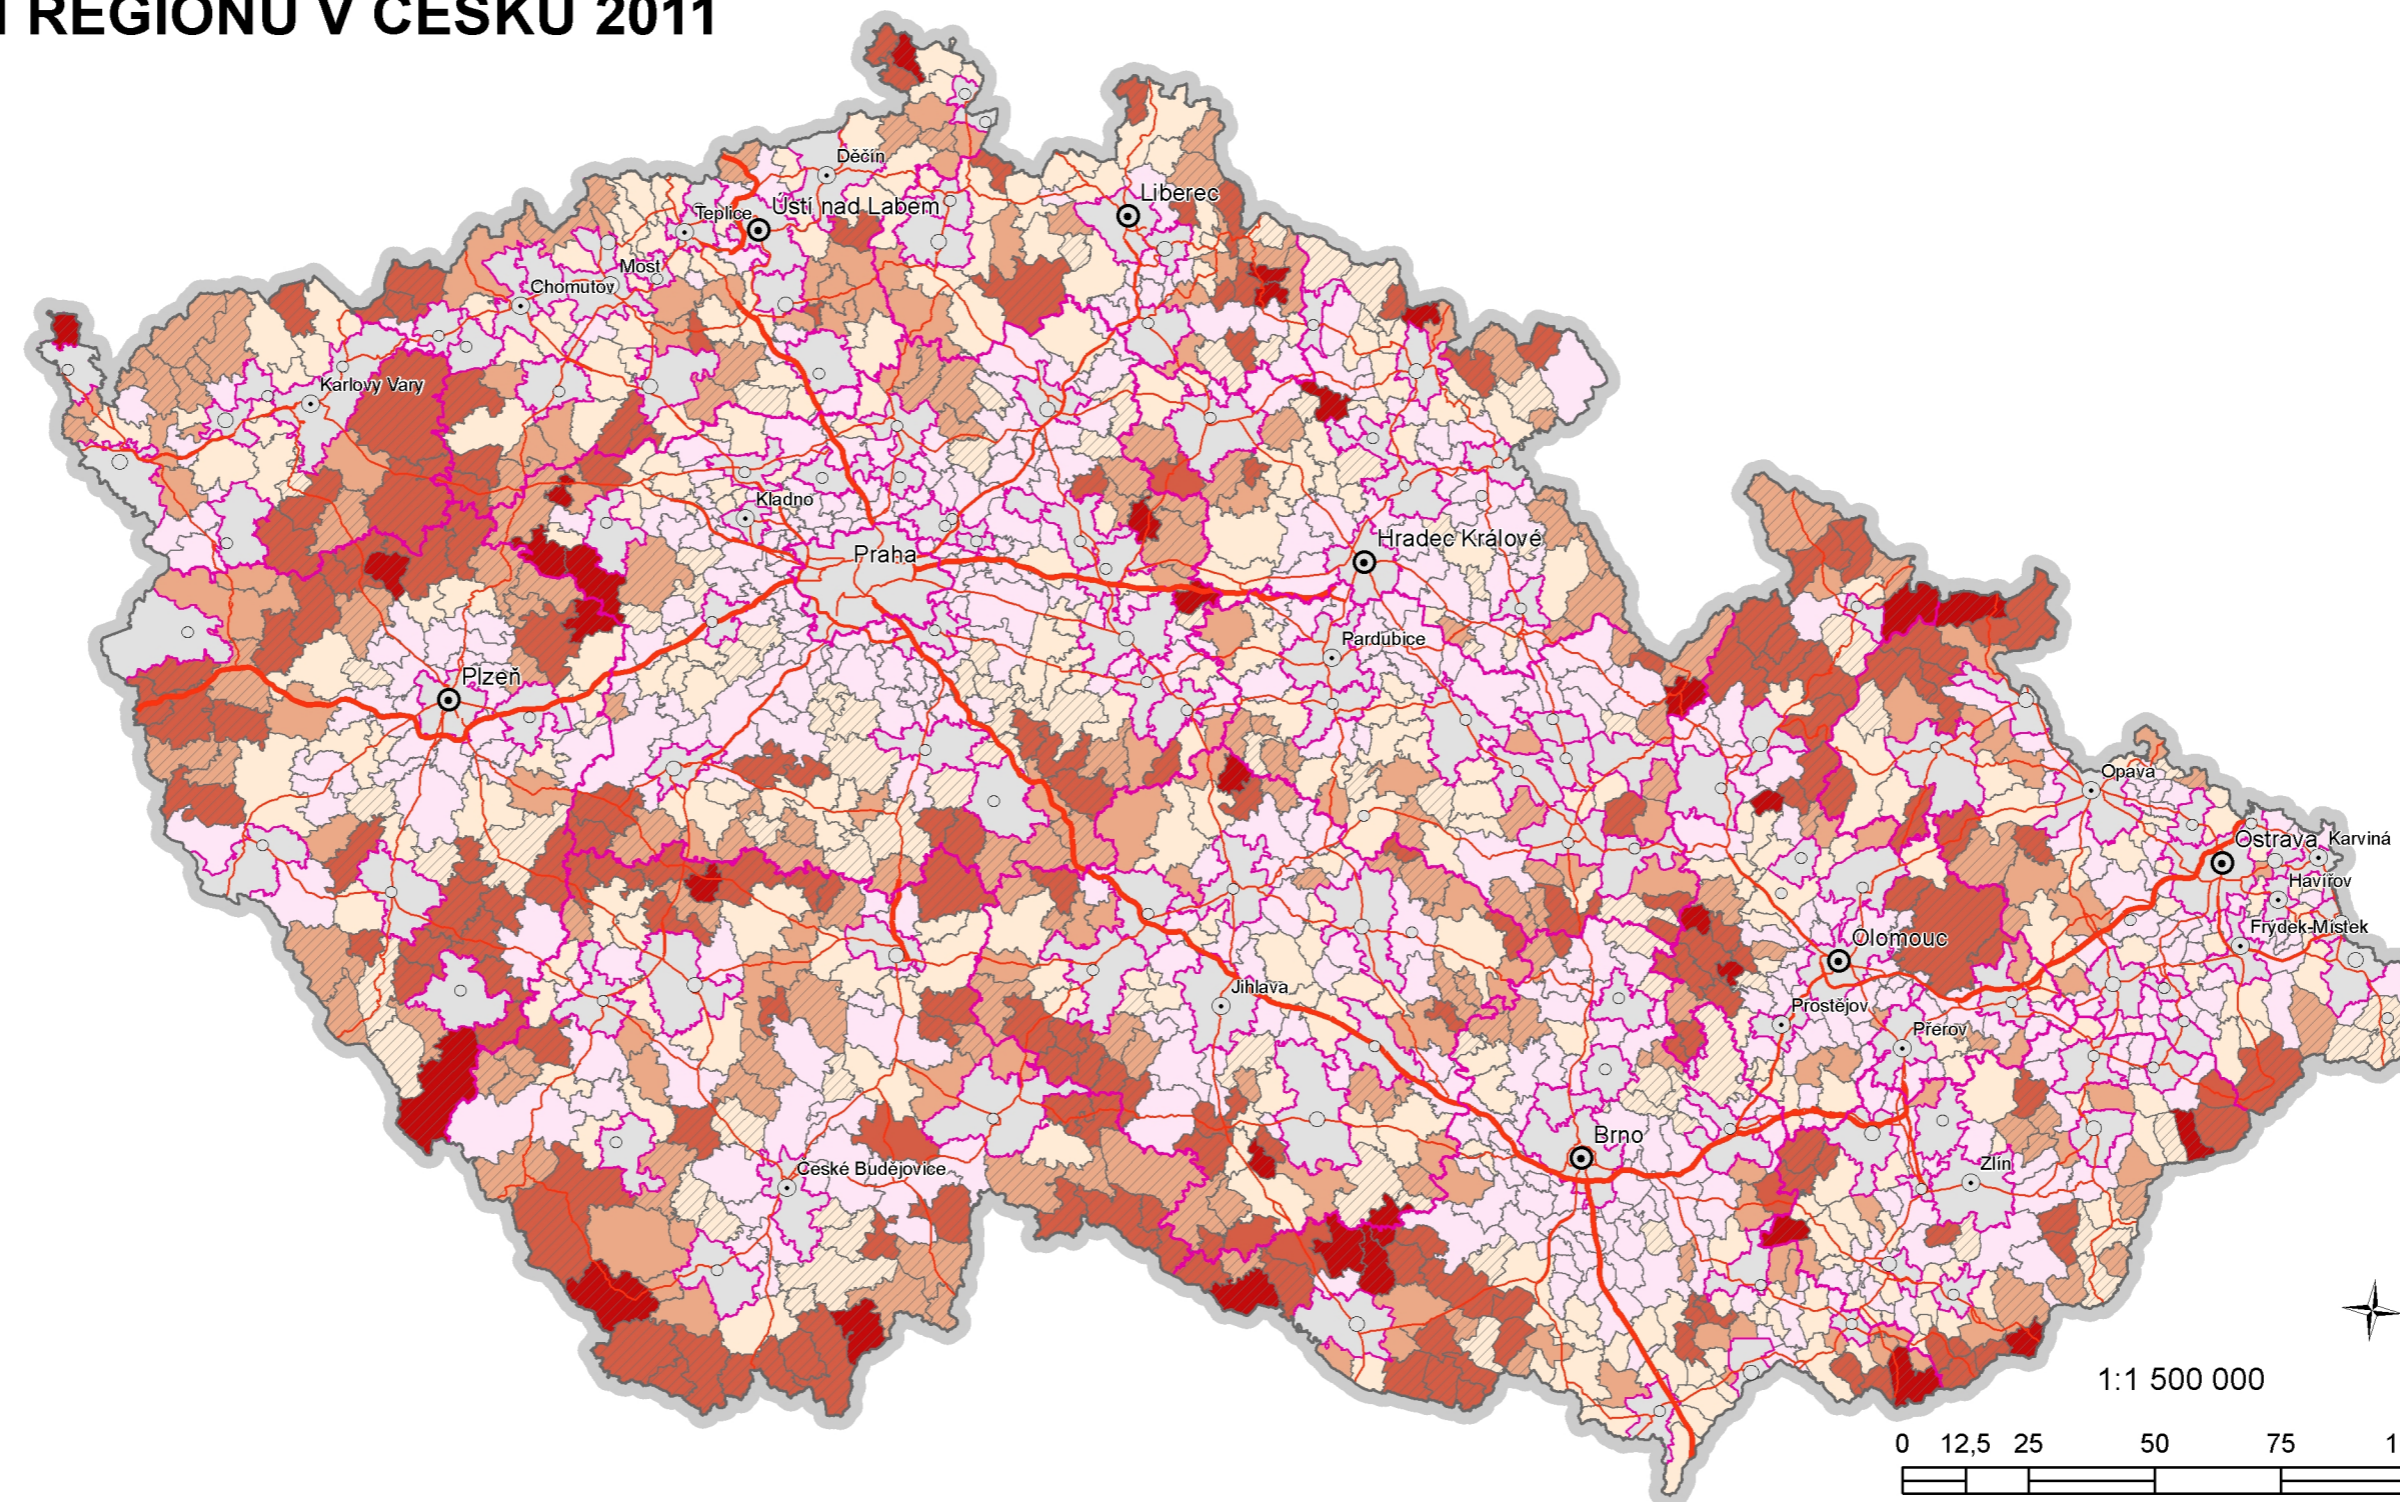 REGIONŮ V ČESKU 2011
Děčín
Liberec
Ústí nad Labem
Teplice
Most
Chomutov
Karlovy Vary
Kladno
Hradec Králové
Praha
Pardubice
Plzeň
Opava
Ostrava
Karviná
Havířov
Frýdek-Místek
Olomouc
Jihlava
Prostějov
Přerov
Brno
Zlín
České Budějovice
1:1 500 000
0 12,5 25 50 75 1